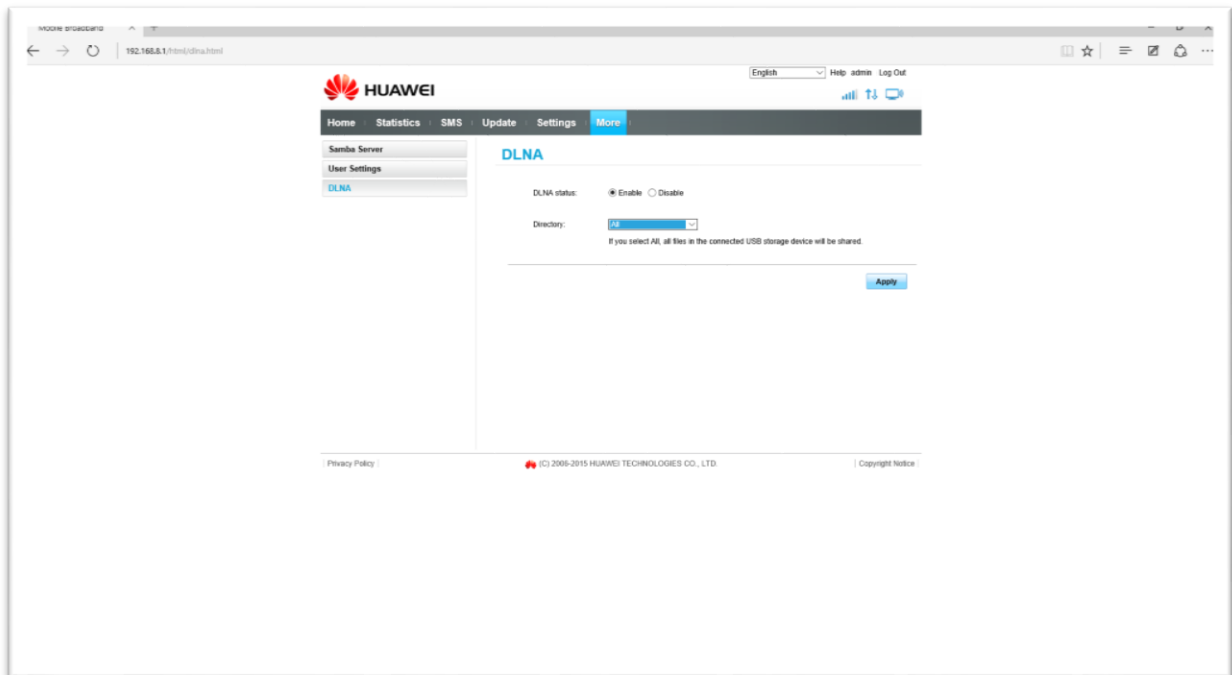 Mobile Broadband
192.168.8.1/html/dlna.html
English Help admin Log Out
HUAWEI
Home Statistics SMS Update Settings More
Samba Server
User Settings
DLNA
DLNA
DLNA status: Enable Disable
Directory: All
If you select All, all files in the connected USB storage device will be shared.
Apply
Privacy Policy (C) 2006-2015 HUAWEI TECHNOLOGIES CO., LTD. Copyright Notice